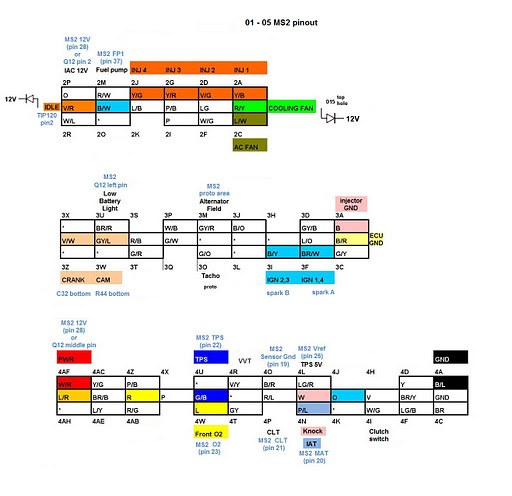 01 - 05 MS2 pinout
MS2 12V
(pin 28)
or
Q12 pin 2
IAC 12V
MS2 FP1
(pin 37)
Fuel pump
INJ 4 INJ 3 INJ 2 INJ 1
2P 2M 2J 2G 2D 2A
O R/W Y/G Y/R V/G Y/B
12V IDLE V/R B/W L/B P/B LG R/Y COOLING FAN
TIP120
pin2
W/L * P W/G L/W
2R 2O 2K 2I 2F 2C
AC FAN
D15 top
hole
12V
MS2
Q12 left pin
Low
Battery
Light
MS2
proto area
Alternator
Field
injector
GND
3X 3U 3S 3P 3M 3J 3H 3D 3A
* BR/R W/B GY/R B/O GY/B B
V/W GY/L R/B G/W * * * L/O B/R ECU
GND
* * G/R * * B/Y BR/W G/Y
3Z 3W 3T 3Q 3O 3L 3I 3F 3C
CRANK CAM Tacho IGN 2,3 IGN 1,4
proto
C32 bottom R44 bottom spark B spark A
MS2 12V
(pin 28)
or
Q12 middle pin
PWR
MS2 TPS
(pin 22)
TPS
VVT
MS2
Sensor Gnd
(pin 19)
MS2 Vref
(pin 26)
TPS 5V
GND
4AF 4AC 4Z 4X 4U 4R 4O 4L 4J 4H 4D 4A
W/R Y/G P/B * V/Y B/R LG/R Y B/L
L/R B/R R P G/B * R/L W O V BR/Y GND
* L/Y R/G L GY P/L * W/G LG/B BR
4AH 4AE 4AB 4W 4T 4P 4N 4K 4I 4F 4C
Front O2
MS2 O2
(pin 23)
CLT
MS2 CLT
(pin 21)
Knock
IAT
MS2 MAT
(pin 20)
Clutch
switch